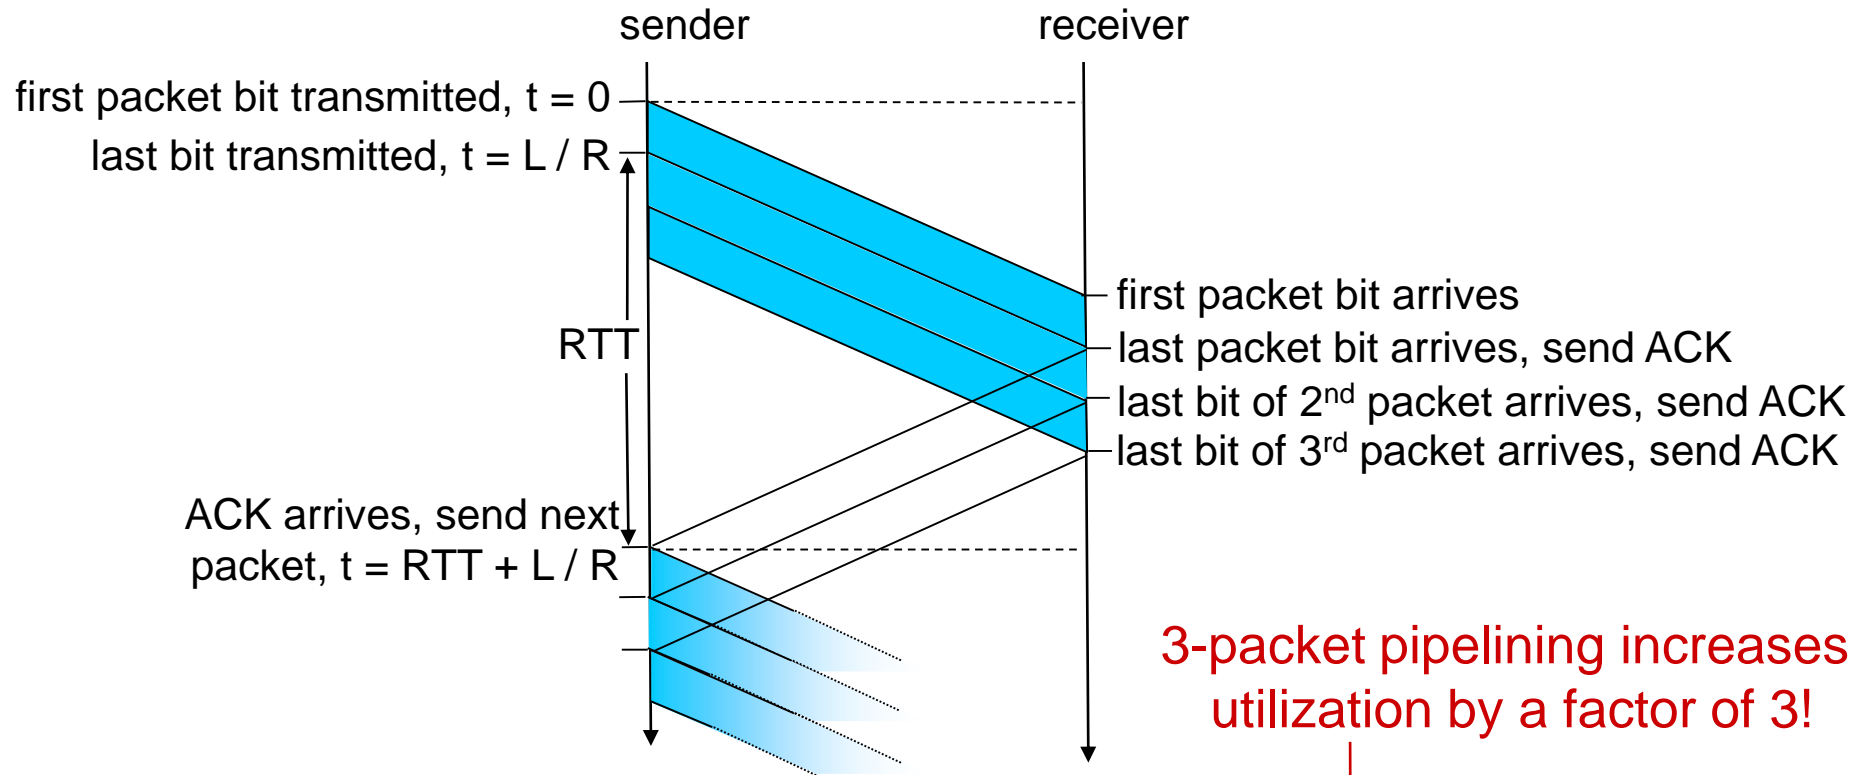 sender
receiver
first packet bit transmitted, t = 0
last bit transmitted, t = L / R
first packet bit arrives
RTT
last packet bit arrives, send ACK
last bit of 2nd packet arrives, send ACK
last bit of 3rd packet arrives, send ACK
ACK arrives, send next
packet, t = RTT + L / R
3-packet pipelining increases
utilization by a factor of 3!